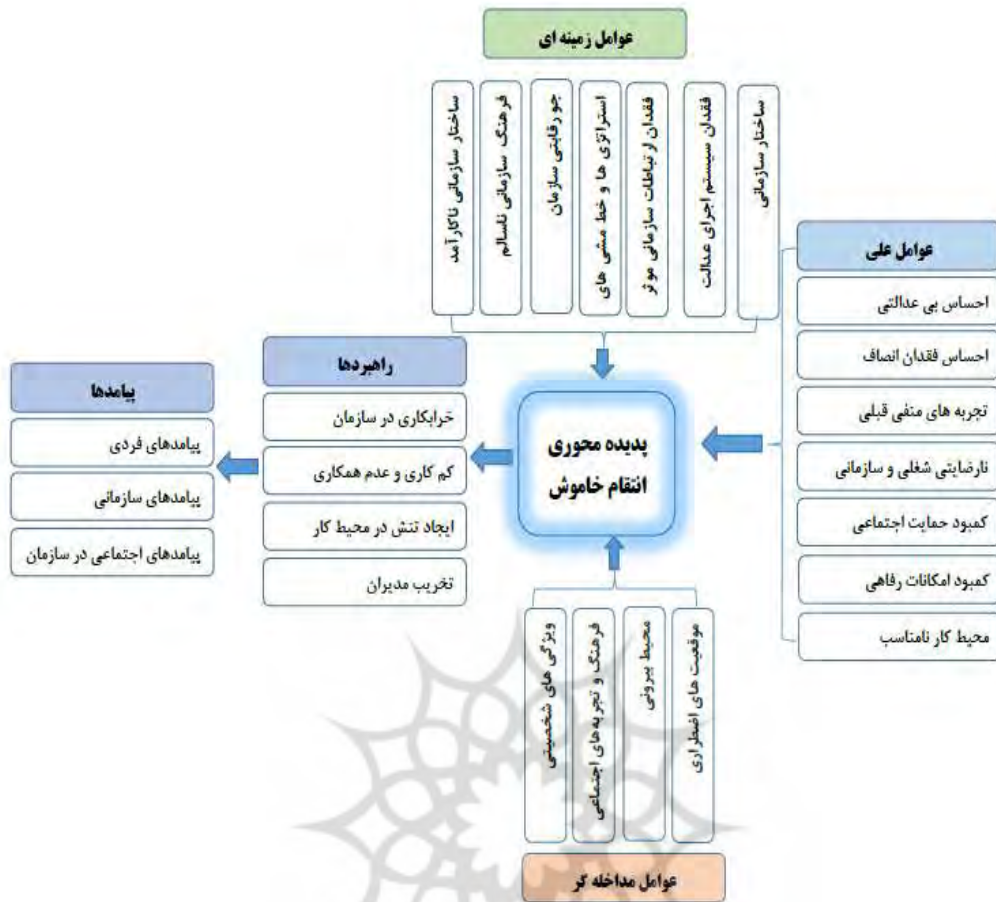 عوامل زمینه ای
ساختار سازمانی
فقدان سیستم اجرای عدالت
فقدان ارتباطات سازمانی موثر
استراتژی ها و خط مشی های
جو رقابتی سازمان
فرهنگ سازمانی ناسالم
ساختار سازمانی ناکارآمد
عوامل علی
احساس بی عدالتی
احساس فقدان انصاف
تجربه های منفی قبلی
نارضایتی شغلی و سازمانی
کمبود حمایت اجتماعی
کمبود امکانات رفاهی
محیط کار نامناسب
پدیده محوری
انتقام خاموش
راهبردها
خرابکاری در سازمان
کم کاری و عدم همکاری
ایجاد تنش در محیط کار
تخریب مدیران
پیامدها
پیامدهای فردی
پیامدهای سازمانی
پیامدهای اجتماعی در سازمان
موقعیت های اضطراری
محیط بیرونی
فرهنگ و تجربه‌های اجتماعی
ویژگی های شخصیتی
عوامل مداخله گر